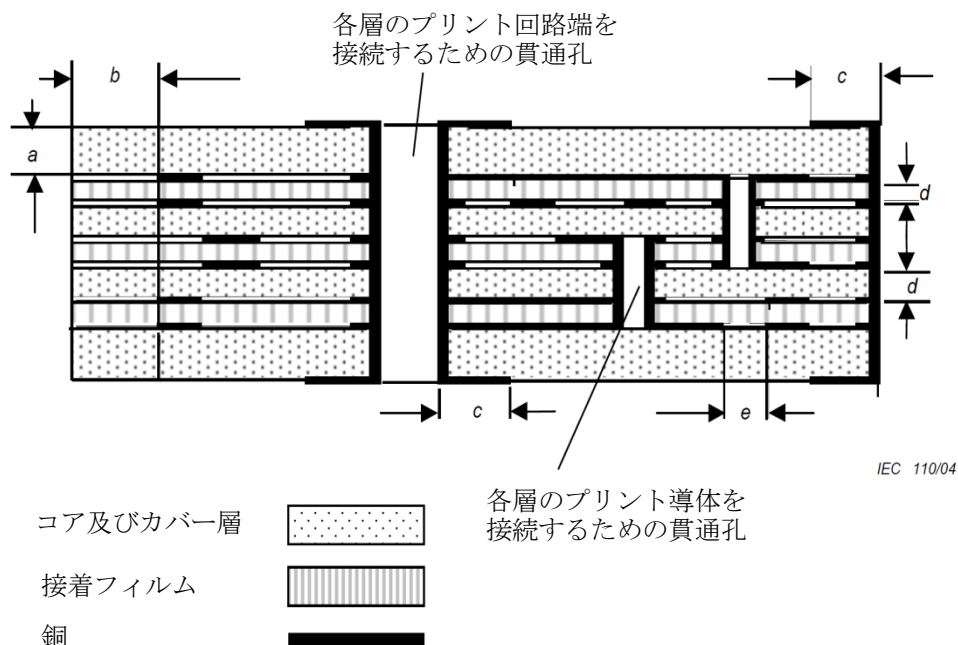 各層のプリント回路端を
接続するための貫通孔
b
c
a
d
d
c
e
IEC 110/04
各層のプリント導体を
接続するための貫通孔
コア及びカバー層
接着フィルム
銅